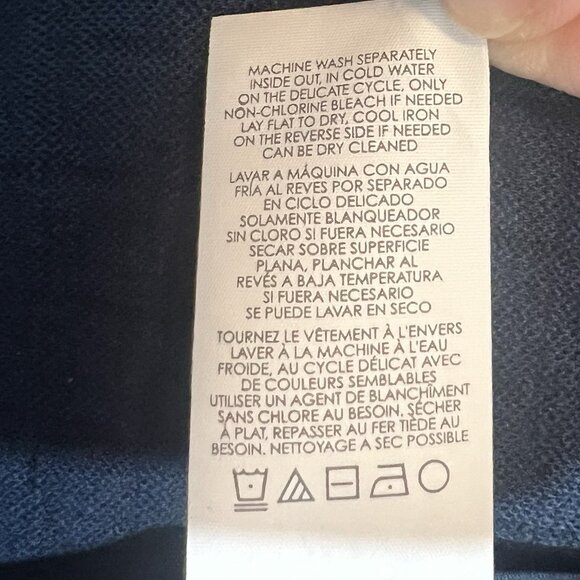 MACHINE WASH SEPARATELY
INSIDE OUT, IN COLD WATER
ON THE DELICATE CYCLE, ONLY
NON-CHLORINE BLEACH IF NEEDED
LAY FLAT TO DRY, COOL IRON
ON THE REVERSE SIDE IF NEEDED
CAN BE DRY CLEANED
LAVAR A MÁQUINA CON AGUA
FRÍA AL REVES POR SEPARADO
EN CICLO DELICADO
SOLAMENTE BLANQUEADOR
SIN CLORO SI FUERA NECESARIO
SECAR SOBRE SUPERFICIE
PLANA, PLANCHAR AL
REVÉS A BAJA TEMPERATURA
SI FUERA NECESARIO
SE PUEDE LAVAR EN SECO
TOURNEZ LE VÊTEMENT À L'ENVERS
LAVER À LA MACHINE À L'EAU
FROIDE, AU CYCLE DÉLICAT AVEC
DE COULEURS SEMBLABLES
UTILISER UN AGENT DE BLANCHÎMENT
SANS CHLORE AU BESOIN. SÉCHER
À PLAT, REPASSER AU FER TIÈDE AU
BESOIN. NETTOYAGE A SEC POSSIBLE